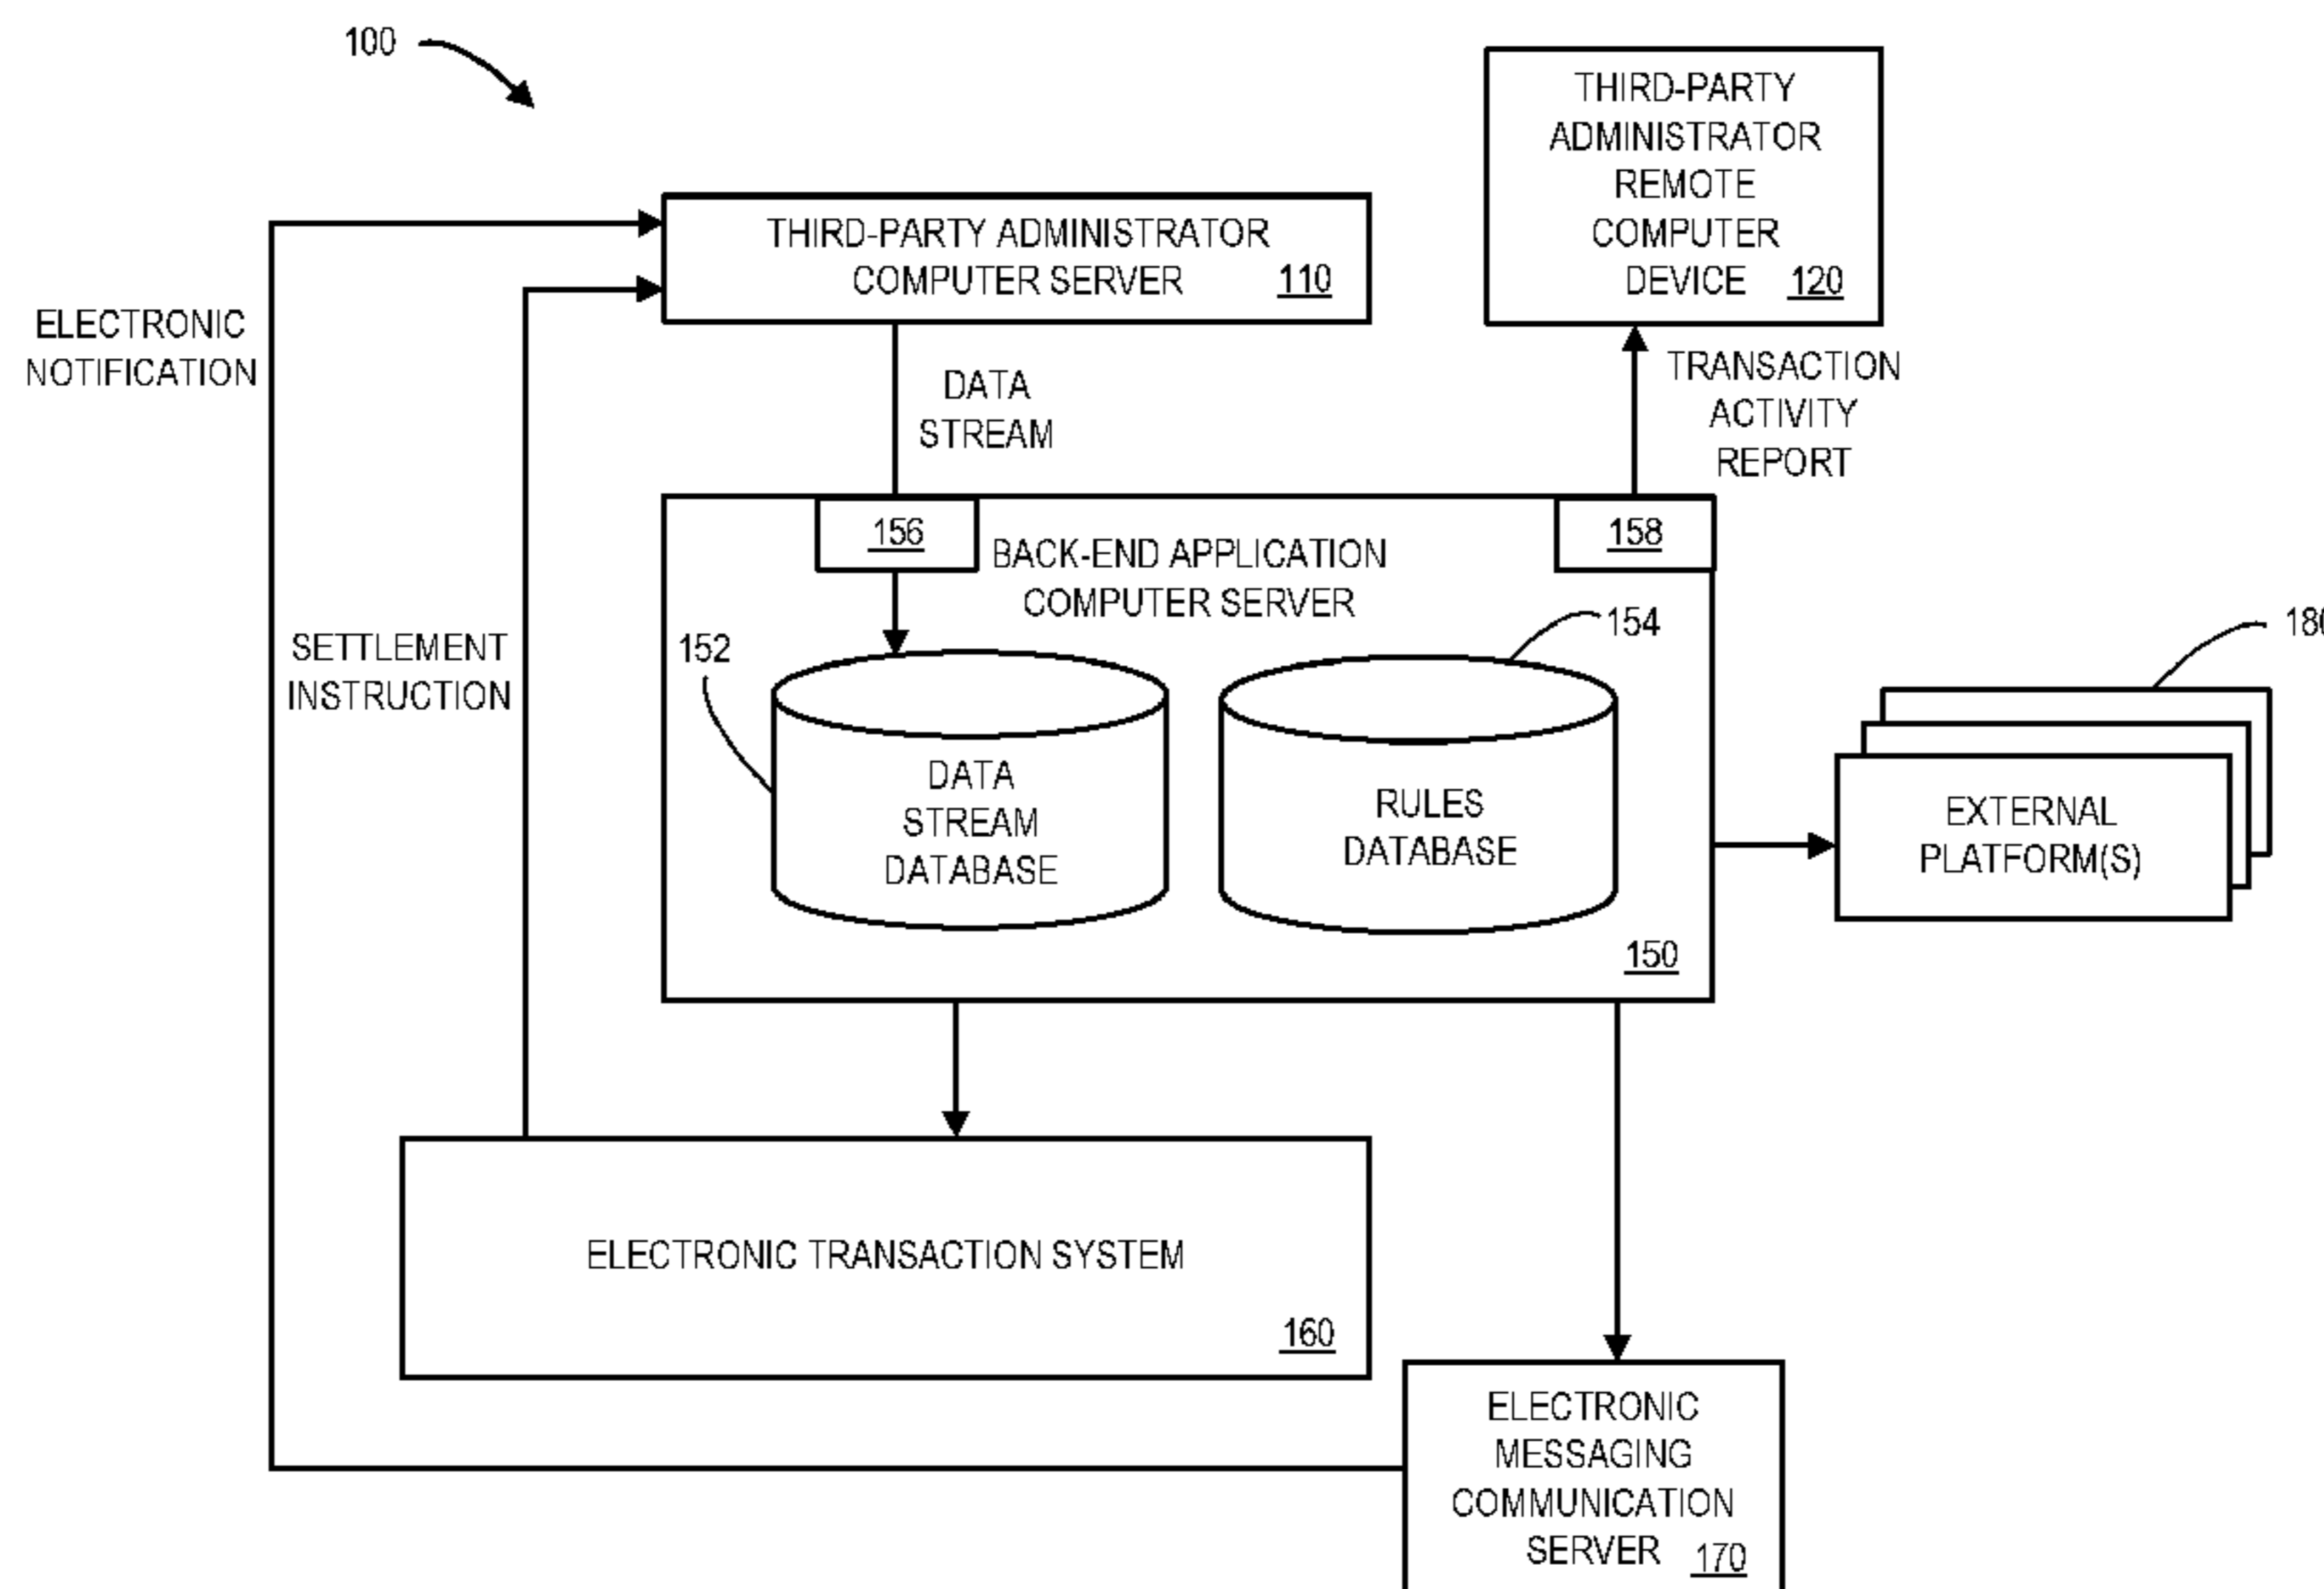 100
THIRD-PARTY
ADMINISTRATOR
REMOTE
COMPUTER
DEVICE 120
THIRD-PARTY ADMINISTRATOR
COMPUTER SERVER 110
ELECTRONIC
NOTIFICATION
DATA
STREAM
TRANSACTION
ACTIVITY
REPORT
156
158
BACK-END APPLICATION
COMPUTER SERVER
SETTLEMENT
INSTRUCTION
152
154
180
DATA
STREAM
DATABASE
RULES
DATABASE
EXTERNAL
PLATFORM(S)
150
ELECTRONIC TRANSACTION SYSTEM
160
ELECTRONIC
MESSAGING
COMMUNICATION
SERVER 170